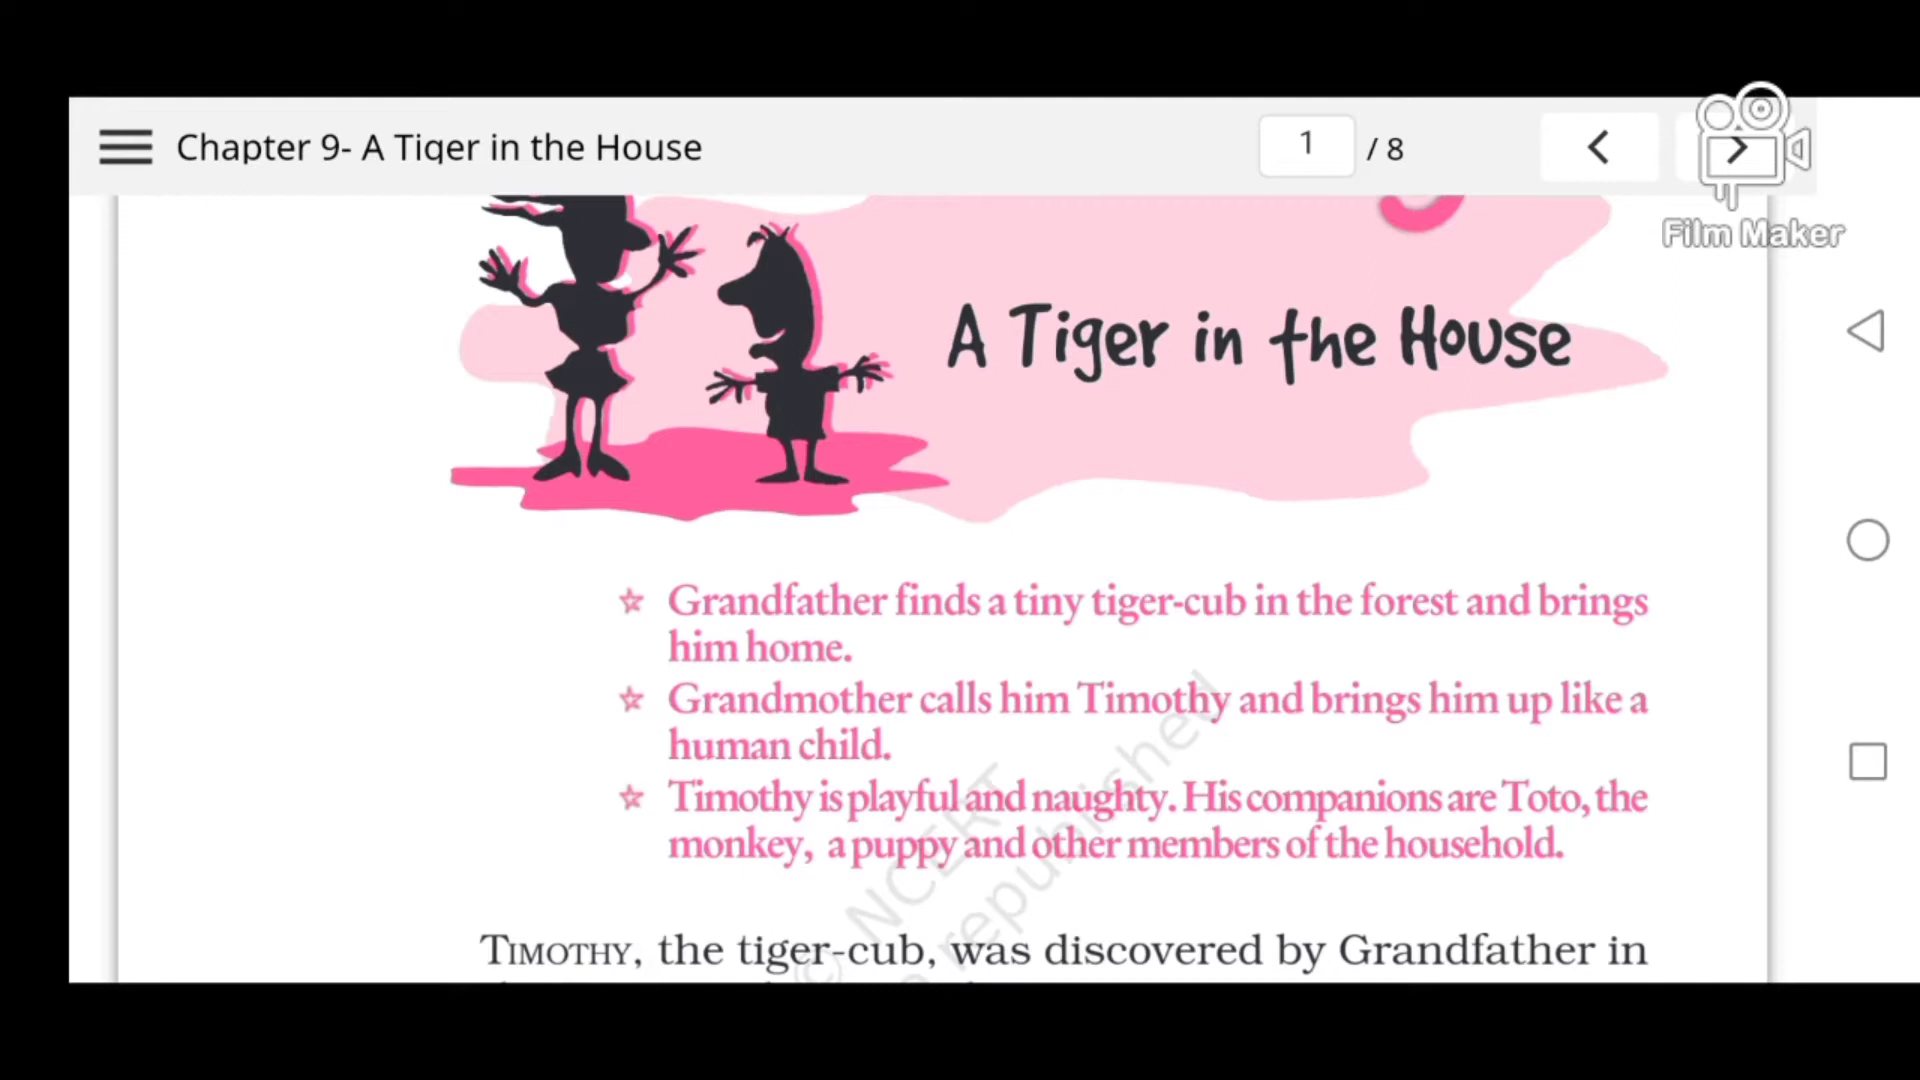 Chapter 9- A Tiger in the House
1 / 8
Film Maker
A Tiger in the House
☆ Grandfather finds a tiny tiger-cub in the forest and brings
him home.
☆ Grandmother calls him Timothy and brings him up like a
human child.
☆ Timothy is playful and naughty. His companions are Toto, the
monkey, a puppy and other members of the household.
© NCERT
republished
TIMOTHY, the tiger-cub, was discovered by Grandfather in